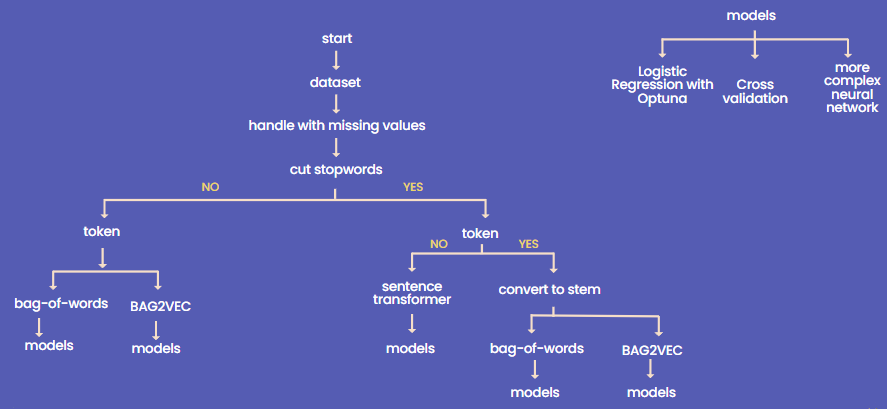 models
start
Logistic
Regression with
Optuna
Cross
validation
more
complex
neural
network
dataset
handle with missing values
cut stopwords
NO
YES
token
token
NO
YES
sentence
transformer
convert to stem
bag-of-words
BAG2VEC
models
models
models
bag-of-words
BAG2VEC
models
models